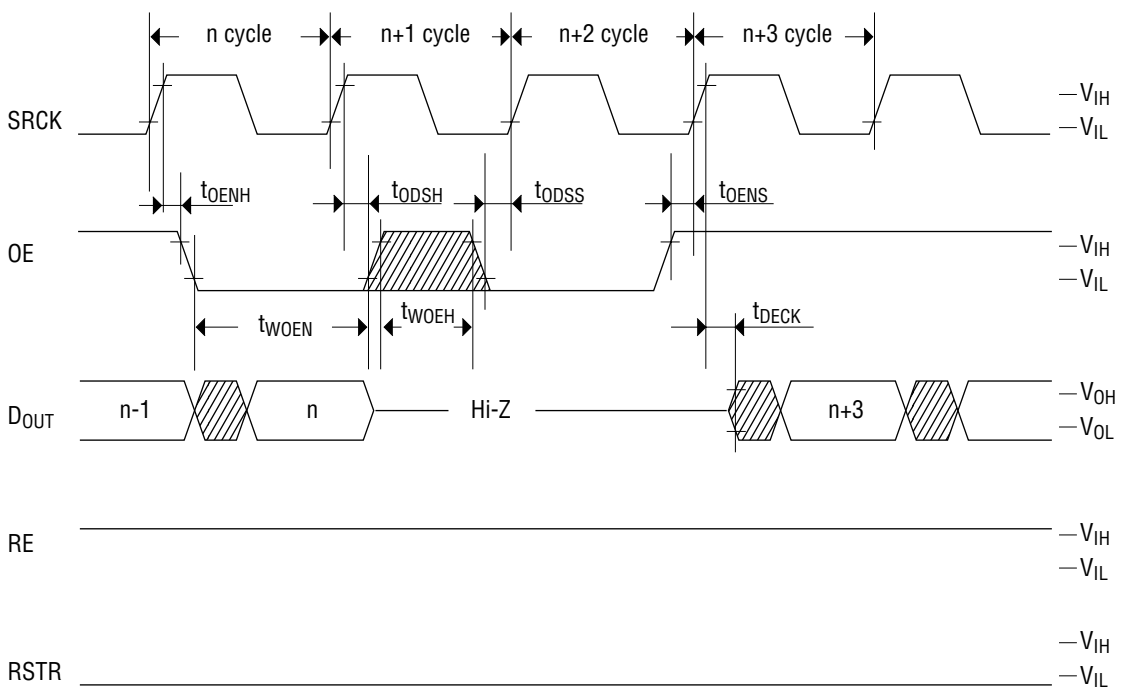 n cycle n+1 cycle n+2 cycle n+3 cycle
SRCK
VIH
VIL
tOENH tODSH tODSS tOENS
OE
VIH
VIL
tWOEN tWOEH tDECK
DOUT n-1 n Hi-Z n+3
VOH
VOL
RE
VIH
VIL
RSTR
VIH
VIL